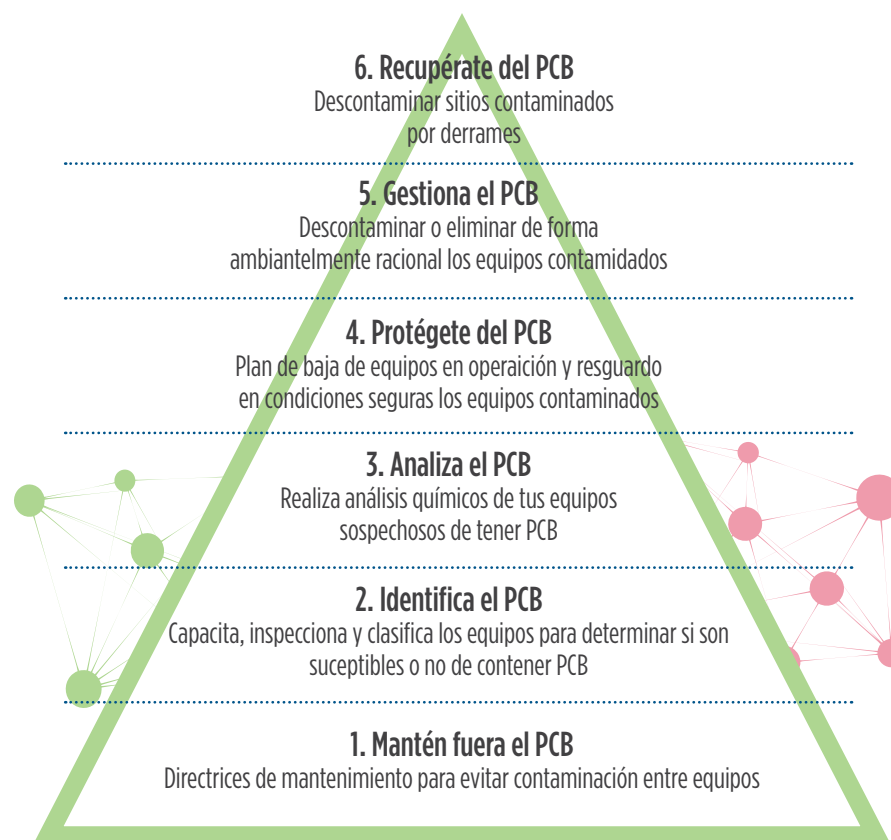 6. Recupérate del PCB
Descontaminar sitios contaminados
por derrames
5. Gestiona el PCB
Descontaminar o eliminar de forma
ambiantelmente racional los equipos contamidados
4. Protégete del PCB
Plan de baja de equipos en operaición y resguardo
en condiciones seguras los equipos contaminados
3. Analiza el PCB
Realiza análisis químicos de tus equipos
sospechosos de tener PCB
2. Identifica el PCB
Capacita, inspecciona y clasifica los equipos para determinar si son
suceptibles o no de contener PCB
1. Mantén fuera el PCB
Directrices de mantenimiento para evitar contaminación entre equipos